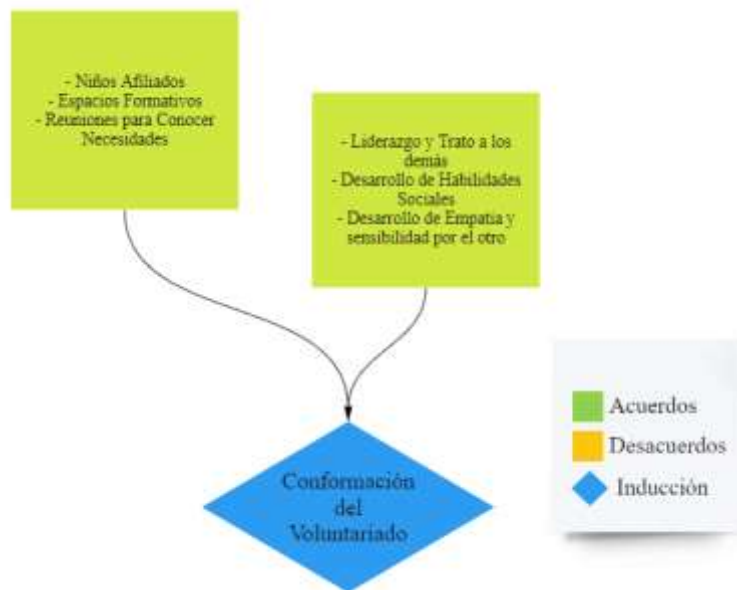 - Niños Afiliados
- Espacios Formativos
- Reuniones para Conocer
Necesidades
- Liderazgo y Trato a los
demás
- Desarrollo de Habilidades
Sociales
- Desarrollo de Empatia y
sensibilidad por el otro
Conformación
del
Voluntariado
Acuerdos
Desacuerdos
Inducción